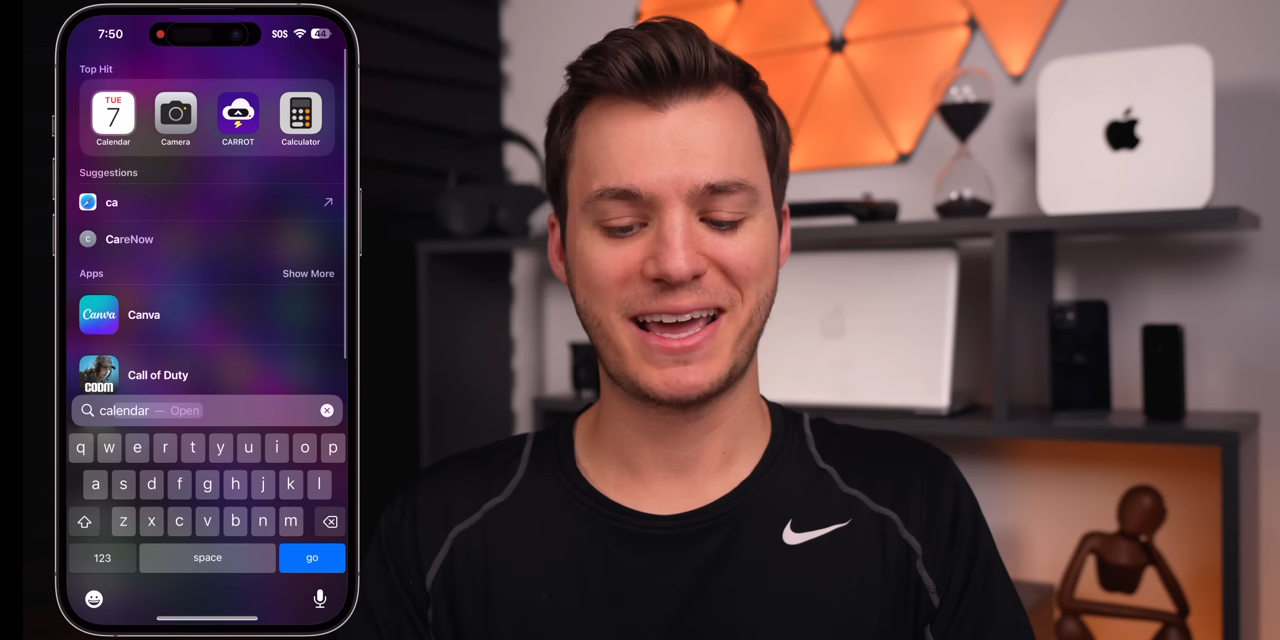 7:50
SOS 44
Top Hit
TUE
7
Calendar Camera CARROT Calculator
Suggestions
ca
C CareNow
Apps Show More
Canva Canva
CODM Call of Duty
calendar — Open
q w e r t y u i o p
a s d f g h j k l
z x c v b n m
123 space go